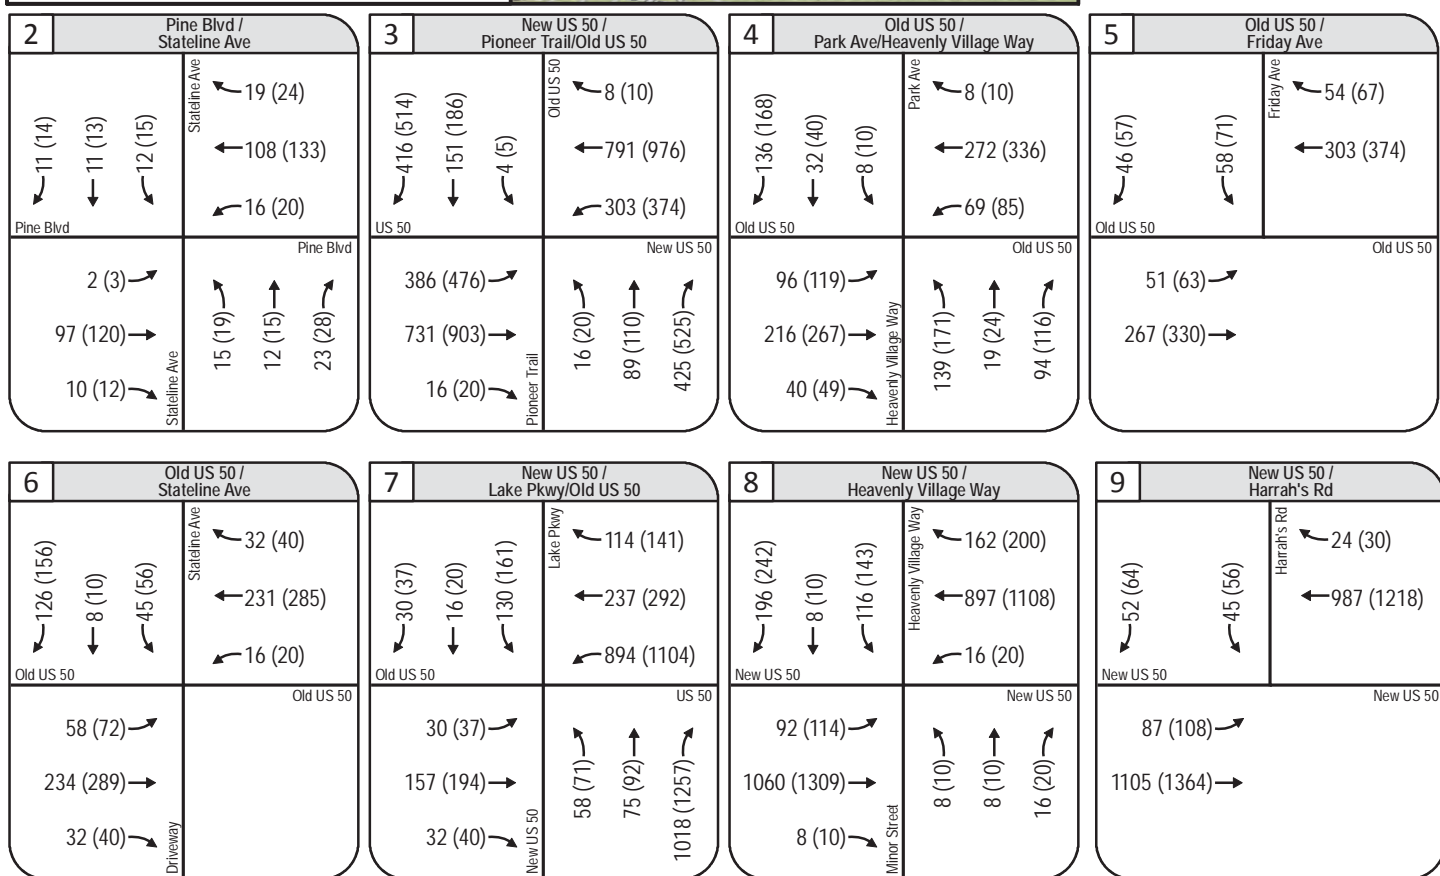 2
Pine Blvd /
Stateline Ave
Stateline Ave
11 (14)
11 (13)
12 (15)
19 (24)
108 (133)
16 (20)
Pine Blvd
Pine Blvd
2 (3)
97 (120)
10 (12)
Stateline Ave
15 (19)
12 (15)
23 (28)
3
New US 50 /
Pioneer Trail/Old US 50
Old US 50
416 (514)
151 (186)
4 (5)
8 (10)
791 (976)
303 (374)
US 50
New US 50
386 (476)
731 (903)
16 (20)
Pioneer Trail
16 (20)
89 (110)
425 (525)
4
Old US 50 /
Park Ave/Heavenly Village Way
Park Ave
136 (168)
32 (40)
8 (10)
8 (10)
272 (336)
69 (85)
Old US 50
Old US 50
96 (119)
216 (267)
40 (49)
Heavenly Village Way
139 (171)
19 (24)
94 (116)
5
Old US 50 /
Friday Ave
Friday Ave
46 (57)
58 (71)
54 (67)
303 (374)
Old US 50
Old US 50
51 (63)
267 (330)
6
Old US 50 /
Stateline Ave
Stateline Ave
126 (156)
8 (10)
45 (56)
32 (40)
231 (285)
16 (20)
Old US 50
Old US 50
58 (72)
234 (289)
32 (40)
Driveway
7
New US 50 /
Lake Pkwy/Old US 50
Lake Pkwy
30 (37)
16 (20)
130 (161)
114 (141)
237 (292)
894 (1104)
Old US 50
US 50
30 (37)
157 (194)
32 (40)
New US 50
58 (71)
75 (92)
1018 (1257)
8
New US 50 /
Heavenly Village Way
Heavenly Village Way
196 (242)
8 (10)
116 (143)
162 (200)
897 (1108)
16 (20)
New US 50
New US 50
92 (114)
1060 (1309)
8 (10)
Minor Street
8 (10)
8 (10)
16 (20)
9
New US 50 /
Harrah's Rd
Harrah's Rd
52 (64)
45 (56)
24 (30)
987 (1218)
New US 50
New US 50
87 (108)
1105 (1364)